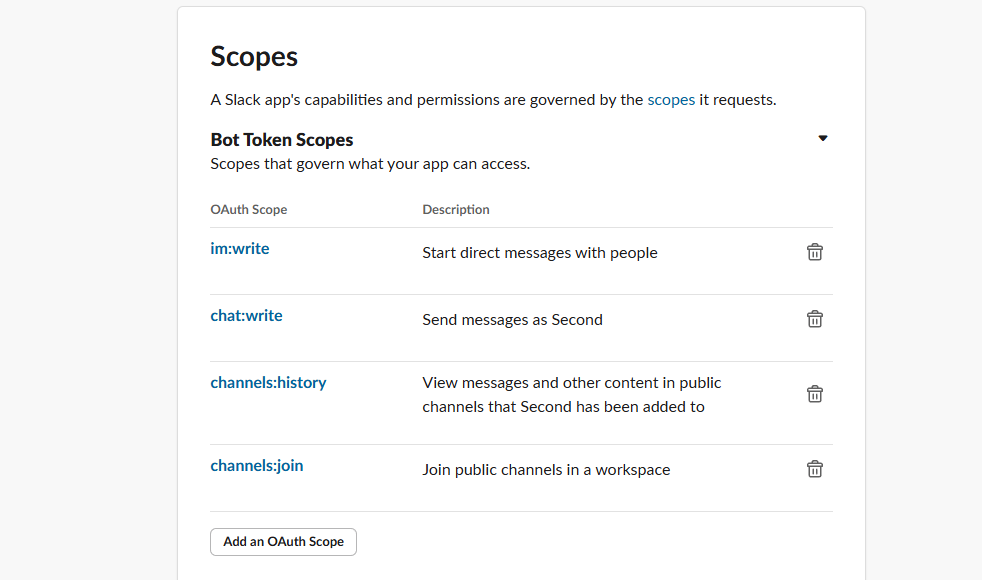 Scopes
A Slack app's capabilities and permissions are governed by the scopes it requests.
Bot Token Scopes
Scopes that govern what your app can access.
OAuth Scope Description
im:write Start direct messages with people
chat:write Send messages as Second
channels:history View messages and other content in public
channels that Second has been added to
channels:join Join public channels in a workspace
Add an OAuth Scope